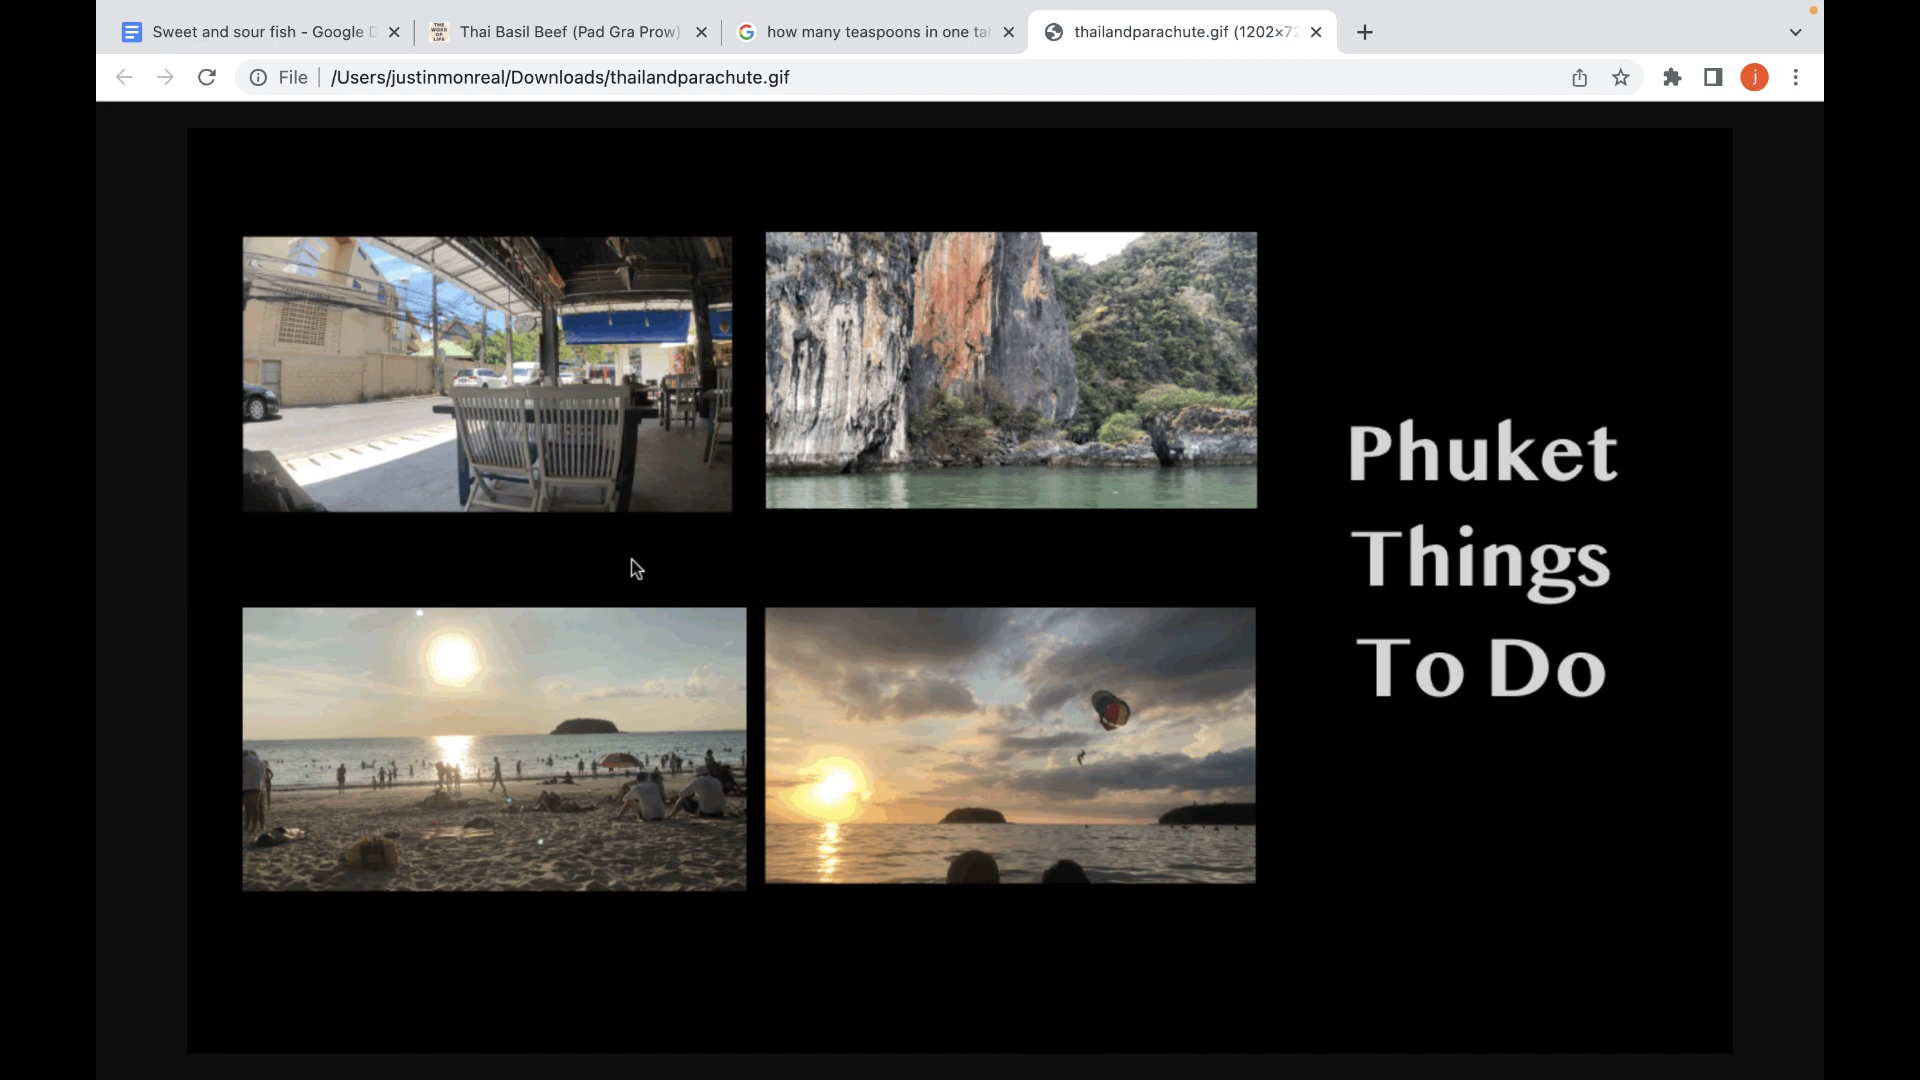 Sweet and sour fish - Google D
Thai Basil Beef (Pad Gra Prow)
how many teaspoons in one ta
thailandparachute.gif (1202×72
File
/Users/justinmonreal/Downloads/thailandparachute.gif
j
Phuket
Things
To Do